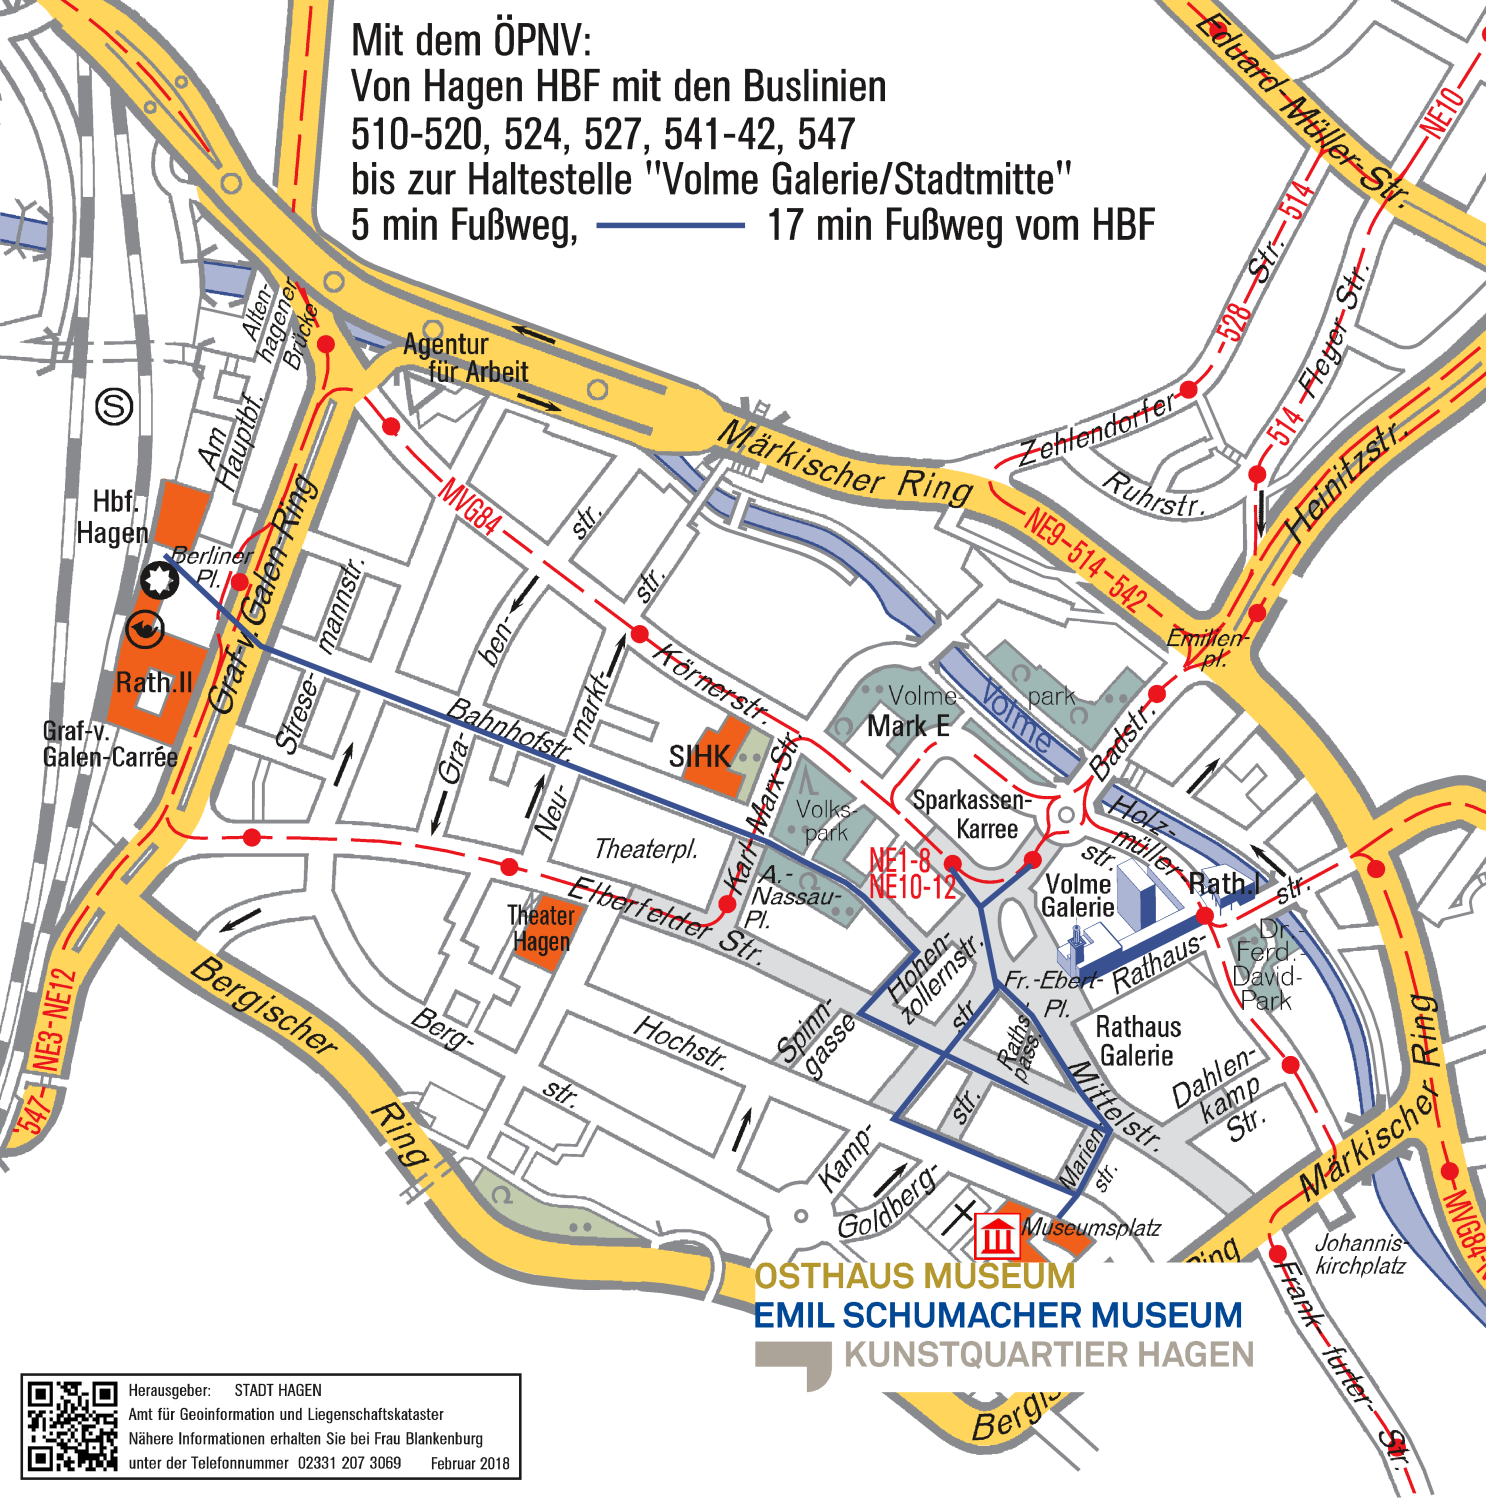 Mit dem ÖPNV:
Von Hagen HBF mit den Buslinien
510-520, 524, 527, 541-42, 547
bis zur Haltestelle "Volme Galerie/Stadtmitte"
5 min Fußweg,
17 min Fußweg vom HBF
Eduard-Müller-Str.
NE10
514
Str.
528
Fleyer Str.
514
Zehlendorfer
Ruhrstr.
Heinitzstr.
Alten-
hagener
Brücke
Agentur
für Arbeit
S
Am
Hauptbf.
Märkischer Ring
MVG84
NE9-514-542
Hbf.
Hagen
Berliner
Pl.
Graf-v.-Galen-Ring
str.
mannstr.
str.
ben-
Emilien-
pl.
Rath.II
Graf-v.
Galen-Carrée
Strese-
Bahnhofstr.
markt-
Körnerstr.
Volme-
park
Mark E
Volme
Badstr.
SIHK
Karl-Marx-Str.
Gra-
Neu-
Volks-
park
Sparkassen-
Karree
Holz-
müller
str.
Theaterpl.
NE1-8
NE10-12
Volme
Galerie
Rath.I
str.
A.-
Nassau-
Pl.
Elberfelder Str.
Theater
Hagen
Hohen-
zollernstr.
Fr.-Ebert-
Pl.
Rathaus-
Dr.-
Ferd.-
David-
Park
547-NE3-NE12
Bergischer
Ring
Berg-
str.
Hochstr.
Spinn-
gasse
str.
Raths-
pass.
Rathaus
Galerie
Dahlen-
kamp
Str.
Märkischer Ring
Mittelstr.
str.
Marien
str.
Kamp-
Goldberg-
Museumsplatz
Ring
Johannis-
kirchplatz
MVG84-N
Frank-
furter-
Str.
OSTHAUS MUSEUM
EMIL SCHUMACHER MUSEUM
KUNSTQUARTIER HAGEN
Bergis
Herausgeber: STADT HAGEN
Amt für Geoinformation und Liegenschaftskataster
Nähere Informationen erhalten Sie bei Frau Blankenburg
unter der Telefonnummer 02331 207 3069 Februar 2018